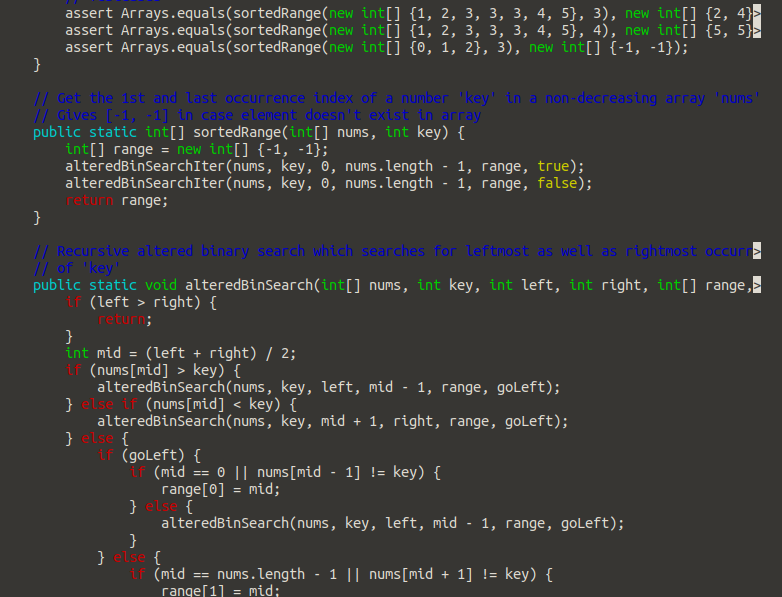 assert Arrays.equals(sortedRange(new int[] {1, 2, 3, 3, 3, 4, 5}, 3), new int[] {2, 4}>
assert Arrays.equals(sortedRange(new int[] {1, 2, 3, 3, 3, 4, 5}, 4), new int[] {5, 5}>
assert Arrays.equals(sortedRange(new int[] {0, 1, 2}, 3), new int[] {-1, -1});
}
// Get the 1st and last occurrence index of a number 'key' in a non-decreasing array 'nums'
// Gives [-1, -1] in case element doesn't exist in array
public static int[] sortedRange(int[] nums, int key) {
int[] range = new int[] {-1, -1};
alteredBinSearchIter(nums, key, 0, nums.length - 1, range, true);
alteredBinSearchIter(nums, key, 0, nums.length - 1, range, false);
return range;
}
// Recursive altered binary search which searches for leftmost as well as rightmost occurr>
// of 'key'
public static void alteredBinSearch(int[] nums, int key, int left, int right, int[] range,>
if (left > right) {
return;
}
int mid = (left + right) / 2;
if (nums[mid] > key) {
alteredBinSearch(nums, key, left, mid - 1, range, goLeft);
} else if (nums[mid] < key) {
alteredBinSearch(nums, key, mid + 1, right, range, goLeft);
} else {
if (goLeft) {
if (mid == 0 || nums[mid - 1] != key) {
range[0] = mid;
} else {
alteredBinSearch(nums, key, left, mid - 1, range, goLeft);
}
} else {
if (mid == nums.length - 1 || nums[mid + 1] != key) {
range[1] = mid;